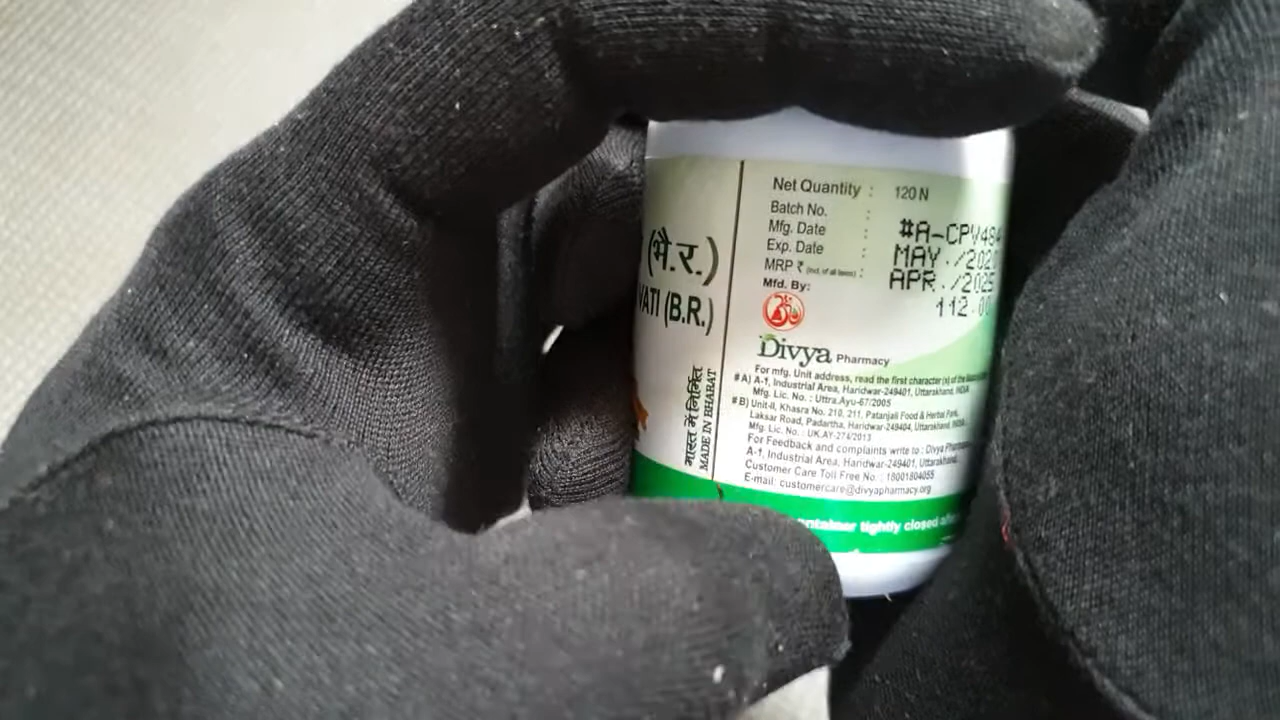 (भै.र.)
VATI (B.R.)
भारत में निर्मित
MADE IN BHARAT
Net Quantity : 120 N
Batch No. : #A-CPV484
Mfg. Date : MAY./202
Exp. Date : APR./2025
MRP ₹ (incl. of all taxes) : 112.00
Mfd. By:
Divya Pharmacy
For mfg. Unit address, read the first character (s) of the
#A) A-1, Industrial Area, Haridwar-249401, Uttarakhand, INDIA
Mfg. Lic. No. : Uttra.Ayu-67/2005
#B) Unit-II, Khasra No. 210, 211, Patanjali Food & Herbal Park,
Laksar Road, Padartha, Haridwar-249404, Uttarakhand, INDIA.
Mfg. Lic. No. : UK.AY-274/2013
For Feedback and complaints write to : Divya Pharmacy
A-1, Industrial Area, Haridwar-249401, Uttarakhand,
Customer Care Toll Free No. : 18001804055
E-mail: customercare@divyapharmacy.org
container tightly closed